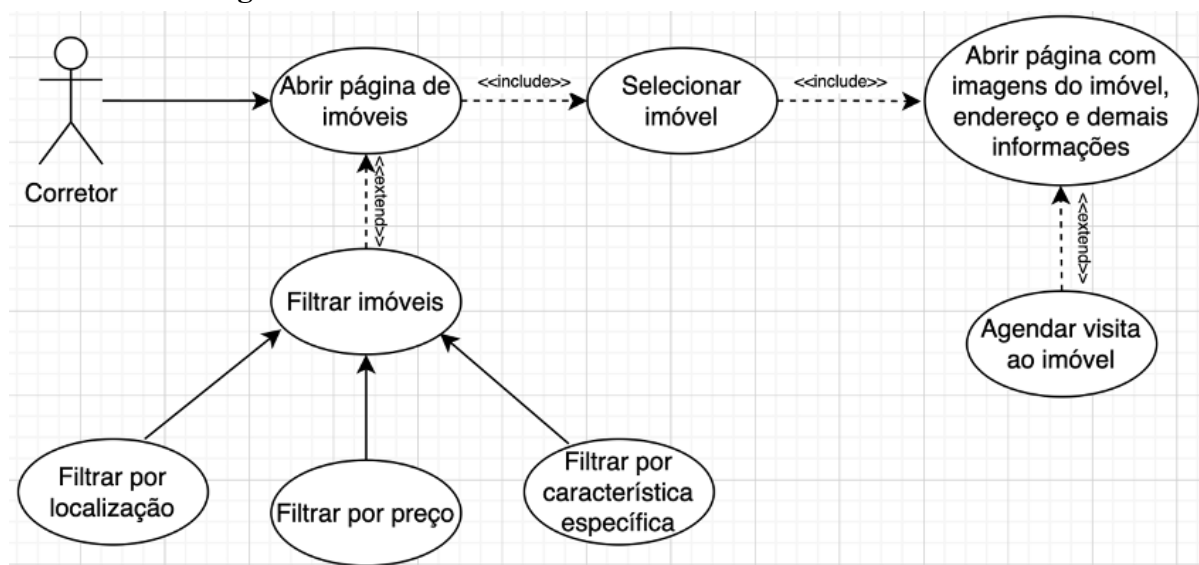 Abrir página de
imóveis
<<include>>
Selecionar
imóvel
<<include>>
Abrir página com
imagens do imóvel,
endereço e demais
informações
Corretor
<<extend>>
<<extend>>
Filtrar imóveis
Agendar visita
ao imóvel
Filtrar por
localização
Filtrar por preço
Filtrar por
característica
específica